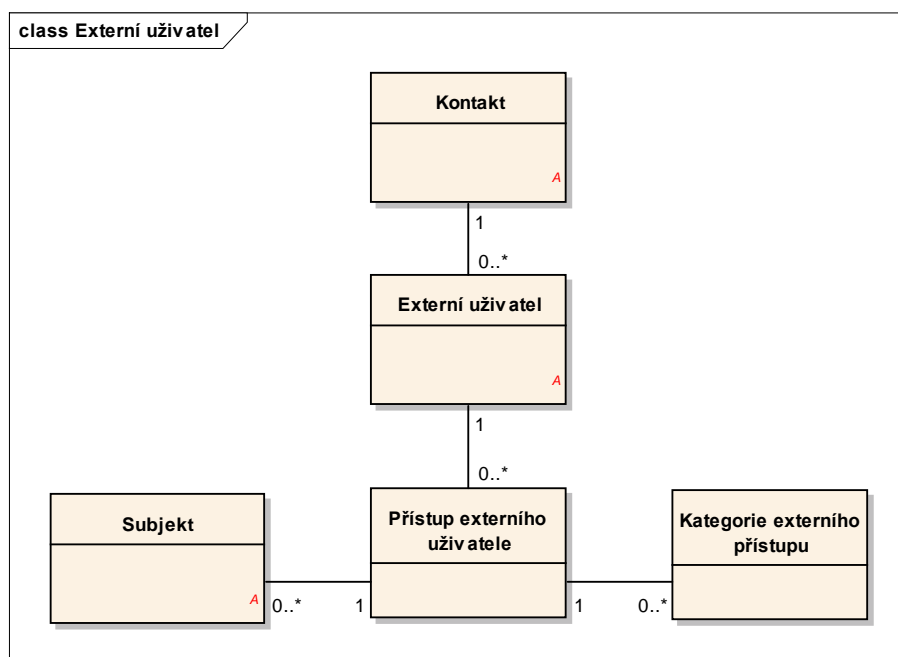 class Externí uživatel
Kontakt
A
1
0..*
Externí uživatel
A
1
0..*
Subjekt
A
0..*
1
Přístup externího
uživatele
1
0..*
Kategorie externího
přístupu